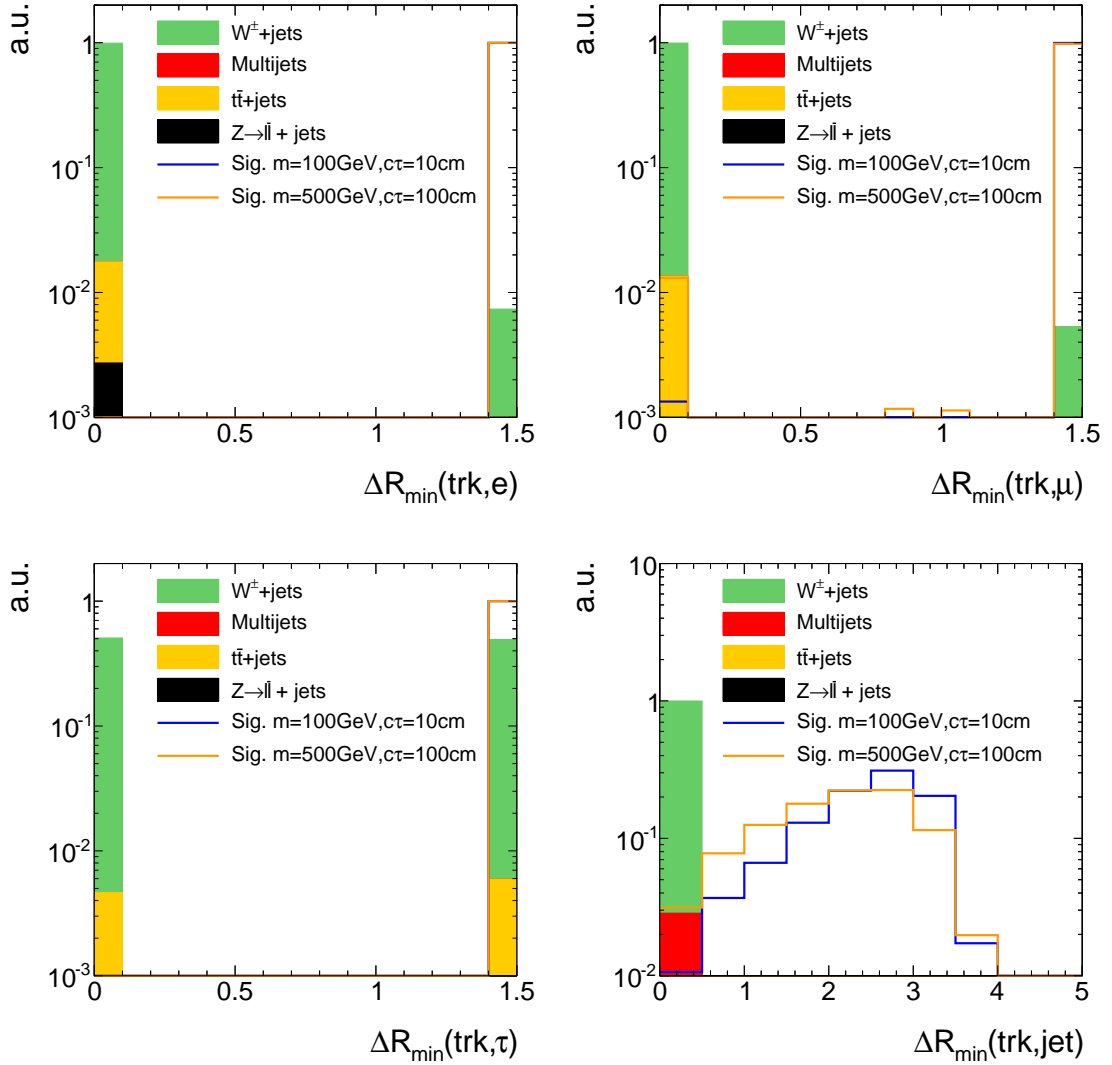 a.u.
W±+jets
Multijets
tt̄+jets
Z→ll̄ + jets
Sig. m=100GeV,cτ=10cm
Sig. m=500GeV,cτ=100cm
1
10⁻¹
10⁻²
10⁻³
0 0.5 1 1.5
ΔRmin(trk,e)
a.u.
W±+jets
Multijets
tt̄+jets
Z→ll̄ + jets
Sig. m=100GeV,cτ=10cm
Sig. m=500GeV,cτ=100cm
1
10⁻¹
10⁻²
10⁻³
0 0.5 1 1.5
ΔRmin(trk,μ)
a.u.
W±+jets
Multijets
tt̄+jets
Z→ll̄ + jets
Sig. m=100GeV,cτ=10cm
Sig. m=500GeV,cτ=100cm
1
10⁻¹
10⁻²
10⁻³
0 0.5 1 1.5
ΔRmin(trk,τ)
a.u.
10
W±+jets
Multijets
tt̄+jets
Z→ll̄ + jets
Sig. m=100GeV,cτ=10cm
Sig. m=500GeV,cτ=100cm
1
10⁻¹
10⁻²
0 1 2 3 4 5
ΔRmin(trk,jet)